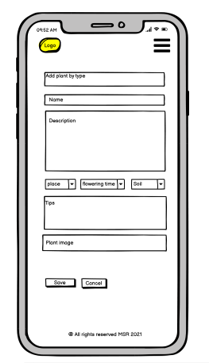 09:52 AM
Logo
Add plant by type
Name
Description
place flowering time Soil
Tips
Plant image
Save Cancel
© All rights reserved MSR 2021